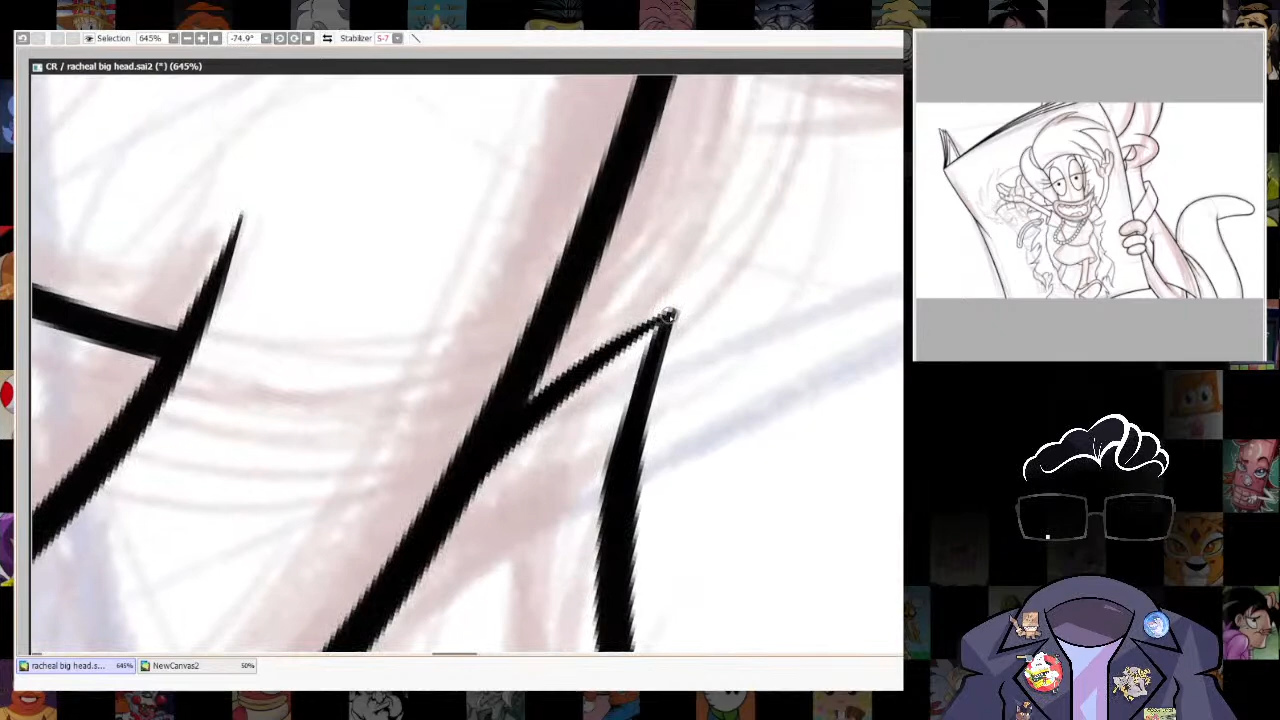 Selection 645% -74.9° Stabilizer S-7
CR / racheal big head.sai2 (*) (645%)
racheal big head.s... 645% NewCanvas2 50%